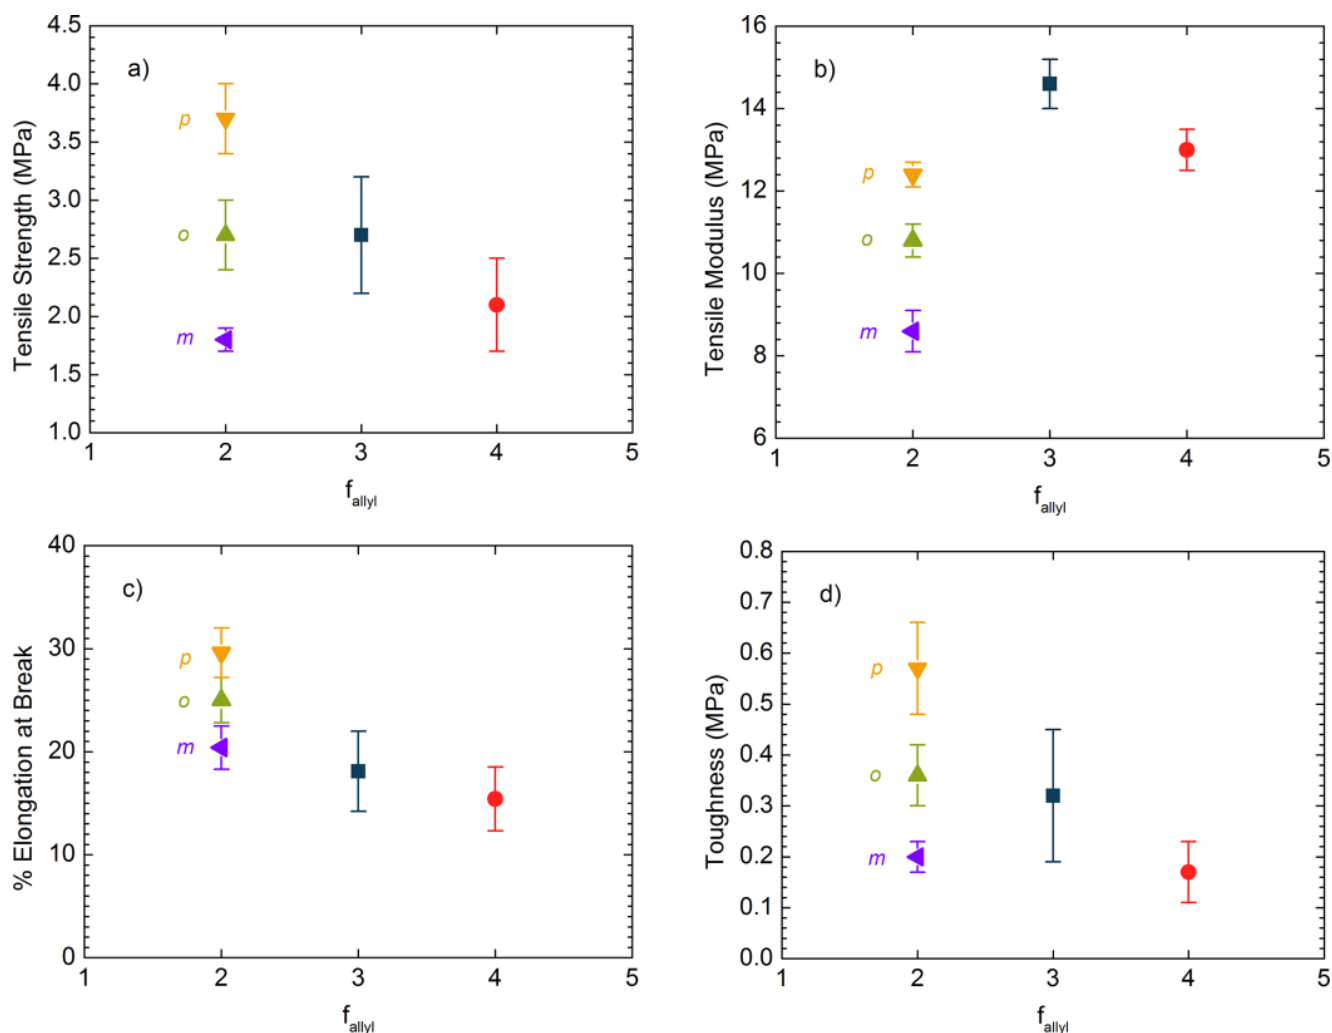 a)
Tensile Strength (MPa)
4.5
4.0
3.5
3.0
2.5
2.0
1.5
1.0
p
o
m
1 2 3 4 5
f_allyl
b)
Tensile Modulus (MPa)
16
14
12
10
8
6
p
o
m
1 2 3 4 5
f_allyl
c)
% Elongation at Break
40
30
20
10
0
p
o
m
1 2 3 4 5
f_allyl
d)
Toughness (MPa)
0.8
0.7
0.6
0.5
0.4
0.3
0.2
0.1
0.0
p
o
m
1 2 3 4 5
f_allyl